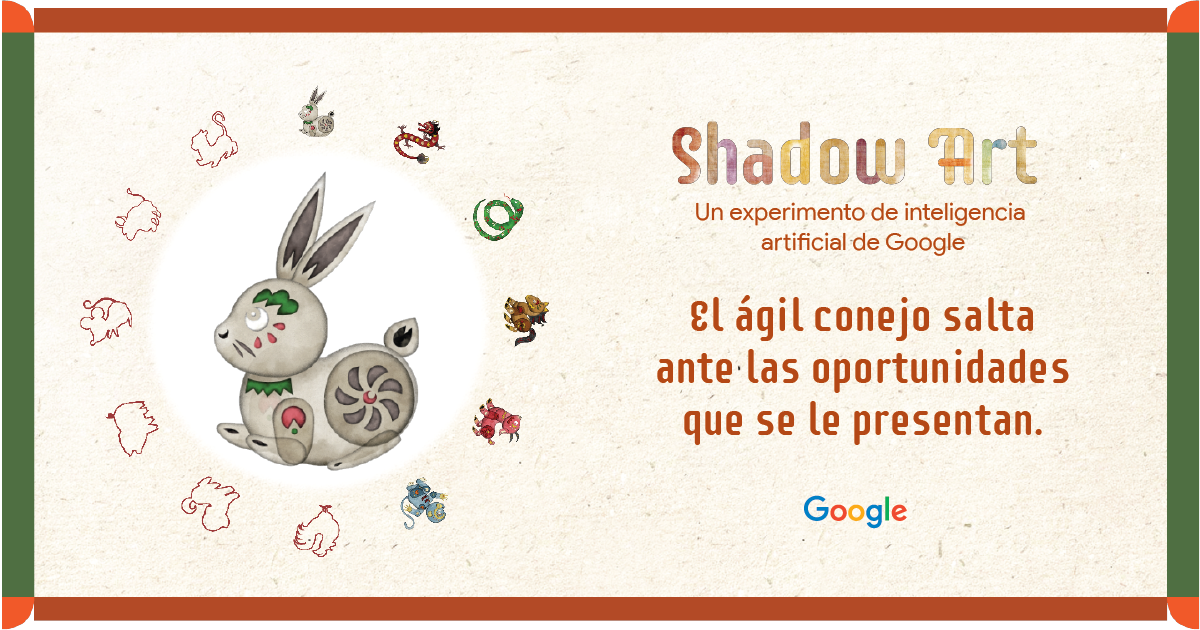 Shadow Art
Un experimento de inteligencia
artificial de Google
El ágil conejo salta
ante las oportunidades
que se le presentan.
Google